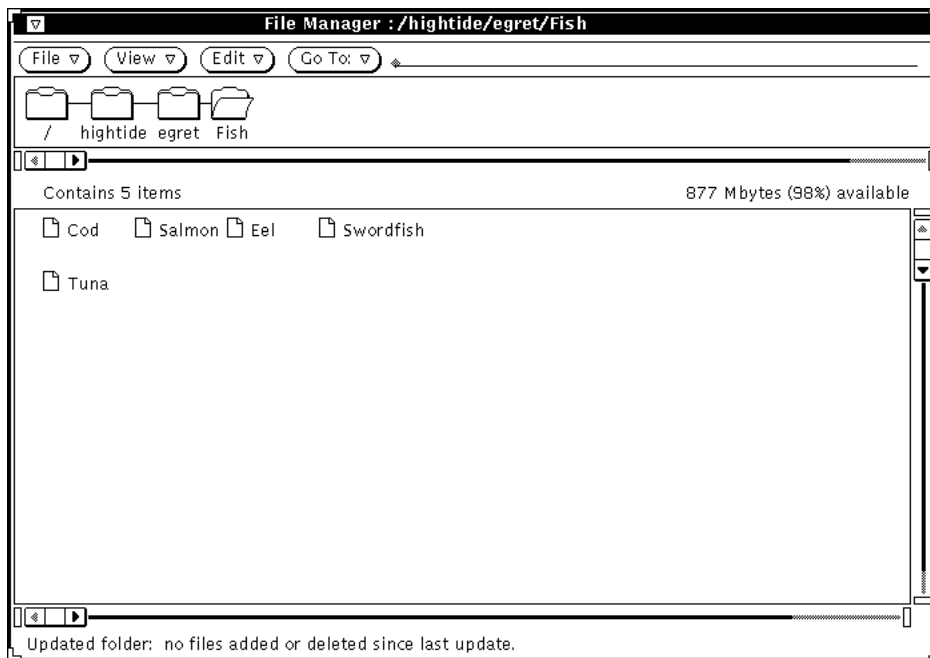 File Manager : /hightide/egret/Fish
File View Edit Go To:
/ hightide egret Fish
Contains 5 items 877 Mbytes (98%) available
Cod Salmon Eel Swordfish
Tuna
Updated folder: no files added or deleted since last update.